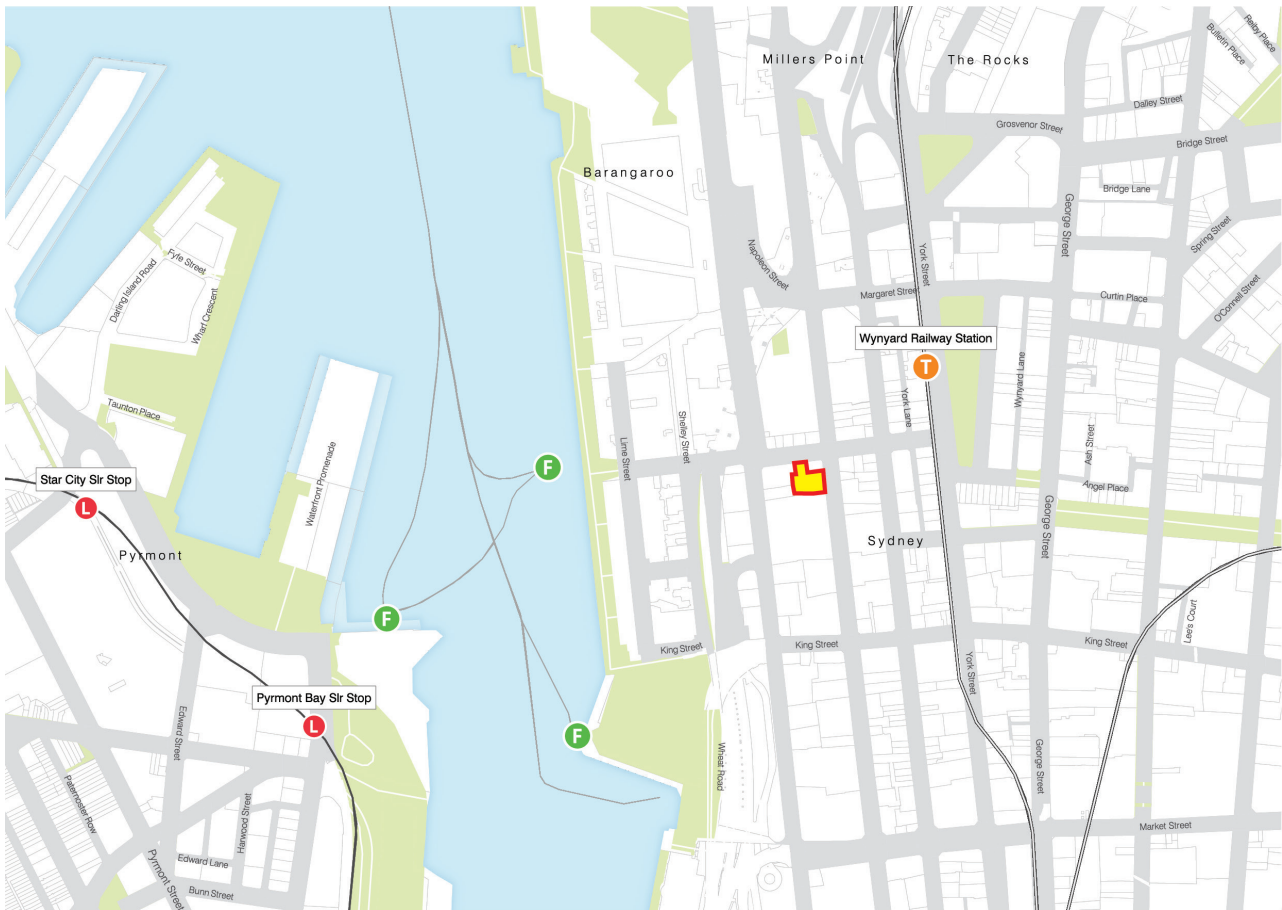 Millers Point
The Rocks
Reiby Place
Bulletin Place
Dalley Street
Grosvenor Street
Bridge Street
Barangaroo
Bridge Lane
George Street
Spring Street
Fyfe Street
Darling Island Road
Wharf Crescent
Napoleon Street
York Street
Margaret Street
Curtin Place
O'Connell Street
Wynyard Railway Station
T
Wynyard Lane
York Lane
Taunton Place
Shelley Street
Lime Street
Ash Street
Angel Place
Star City Slr Stop
L
Waterfront Promenade
F
George Street
Sydney
Pyrmont
F
King Street
King Street
King Street
Lee's Court
York Street
Pyrmont Bay Slr Stop
L
F
Edward Street
Wheat Road
George Street
Paternoster Row
Harwood Street
Market Street
Edward Lane
Pyrmont Street
Bunn Street